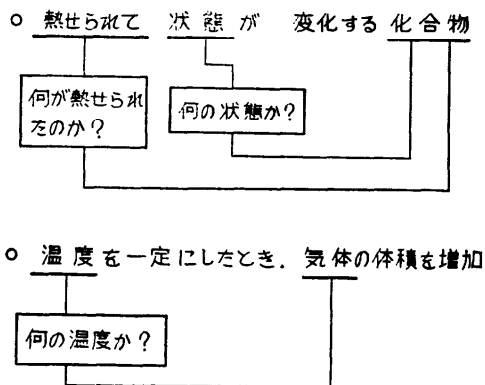 ○ 熱せられて 状態が 変化する化合物
何が熱せられ
たのか?
何の状態か?
○ 温度を一定にしたとき、気体の体積を増加
何の温度か?